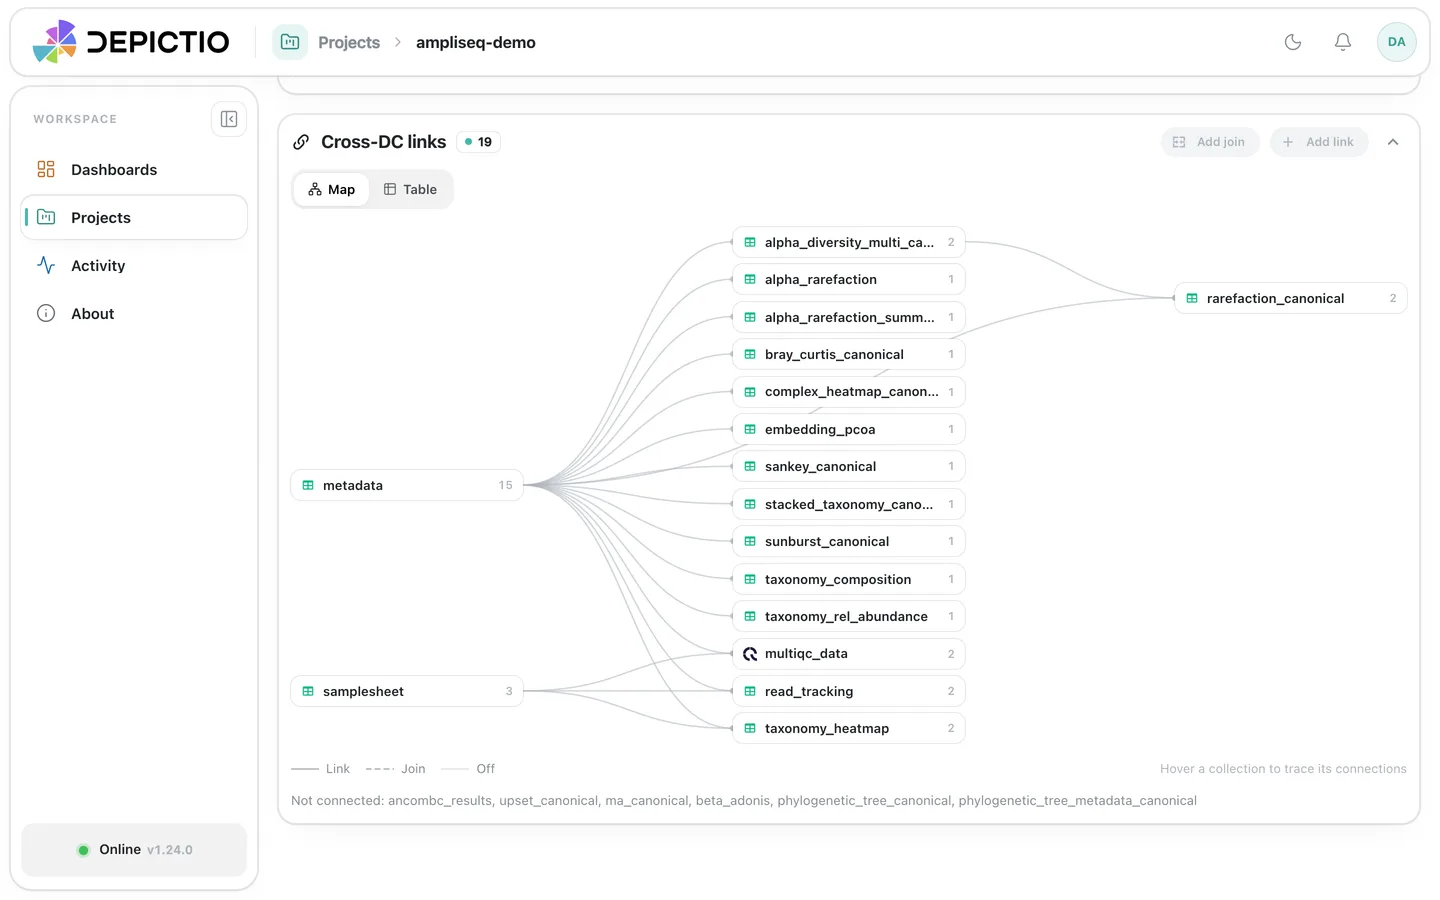 DEPICTIO
Projects > ampliseq-demo
DA
WORKSPACE
Dashboards
Projects
Activity
About
Online v1.24.0
Cross-DC links 19
Add join
Add link
Map
Table
alpha_diversity_multi_ca... 2
alpha_rarefaction 1
rarefaction_canonical 2
alpha_rarefaction_summ... 1
bray_curtis_canonical 1
complex_heatmap_canon... 1
embedding_pcoa 1
sankey_canonical 1
metadata 15
stacked_taxonomy_cano... 1
sunburst_canonical 1
taxonomy_composition 1
taxonomy_rel_abundance 1
multiqc_data 2
samplesheet 3
read_tracking 2
taxonomy_heatmap 2
Link Join Off
Hover a collection to trace its connections
Not connected: ancombc_results, upset_canonical, ma_canonical, beta_adonis, phylogenetic_tree_canonical, phylogenetic_tree_metadata_canonical